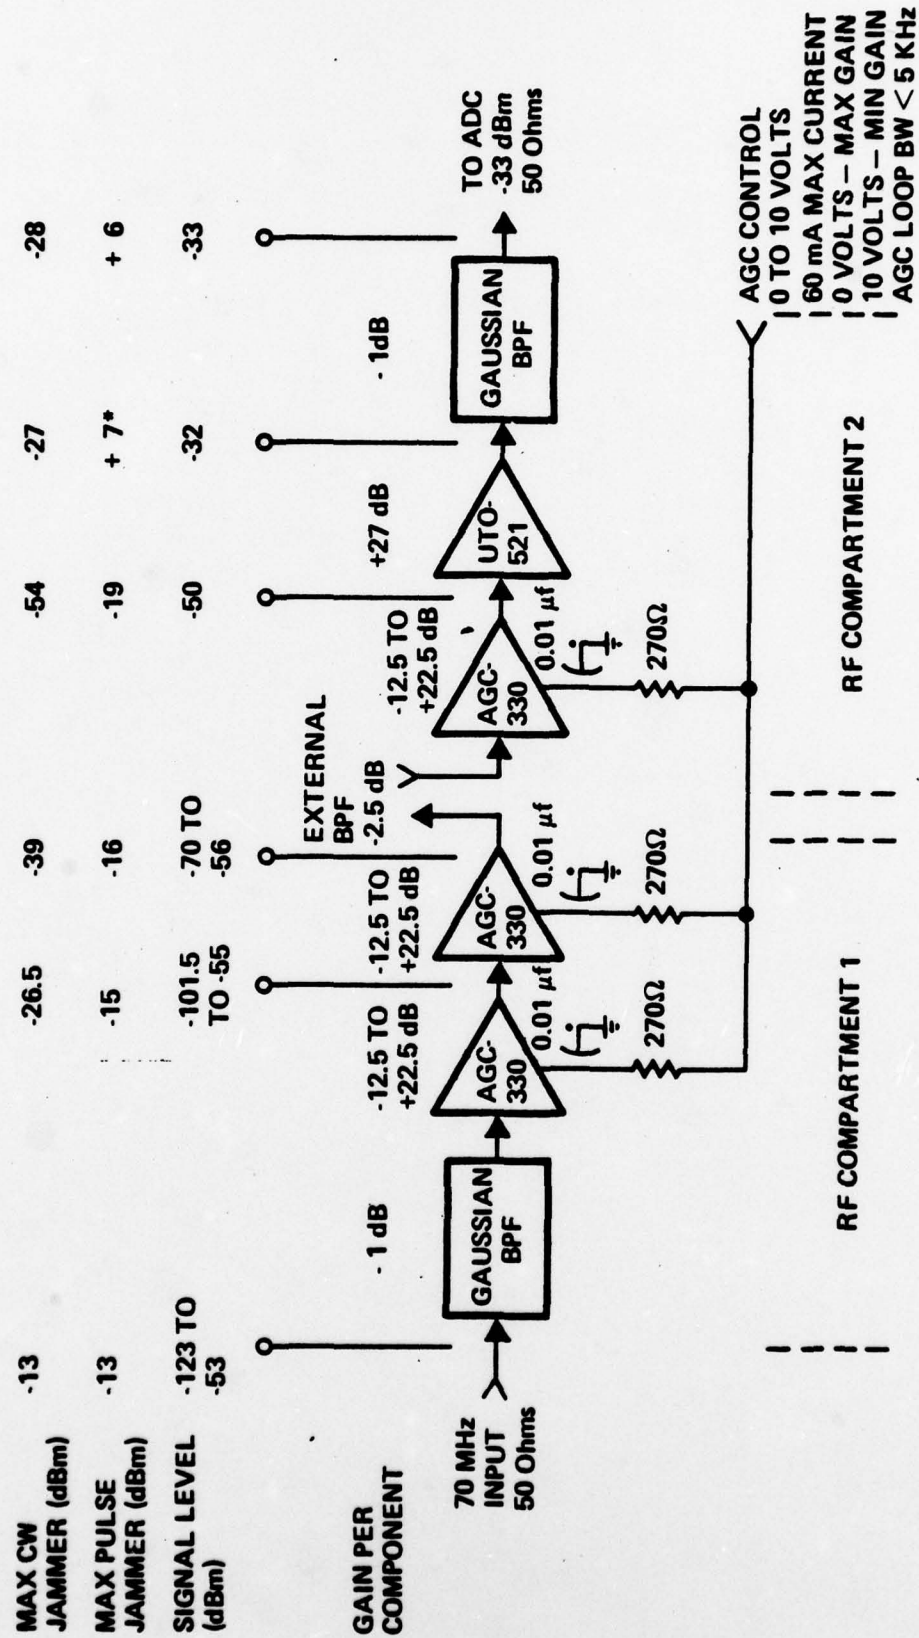 MAX CW
JAMMER (dBm)
-13
-26.5
-39
-54
-27
-28
MAX PULSE
JAMMER (dBm)
-13
-15
-16
-19
+ 7*
+ 6
SIGNAL LEVEL
(dBm)
-123 TO
-53
-101.5
TO -55
-70 TO
-56
-50
-32
-33
GAIN PER
COMPONENT
- 1 dB
-12.5 TO
+22.5 dB
-12.5 TO
+22.5 dB
EXTERNAL
BPF
-2.5 dB
-12.5 TO
+22.5 dB
+27 dB
- 1dB
70 MHz
INPUT
50 Ohms
GAUSSIAN
BPF
AGC-
330
AGC-
330
AGC-
330
UTO-
521
GAUSSIAN
BPF
TO ADC
-33 dBm
50 Ohms
0.01 μf
0.01 μf
0.01 μf
270Ω
270Ω
270Ω
AGC CONTROL
0 TO 10 VOLTS
60 mA MAX CURRENT
0 VOLTS – MAX GAIN
10 VOLTS – MIN GAIN
AGC LOOP BW < 5 KHz
RF COMPARTMENT 1
RF COMPARTMENT 2